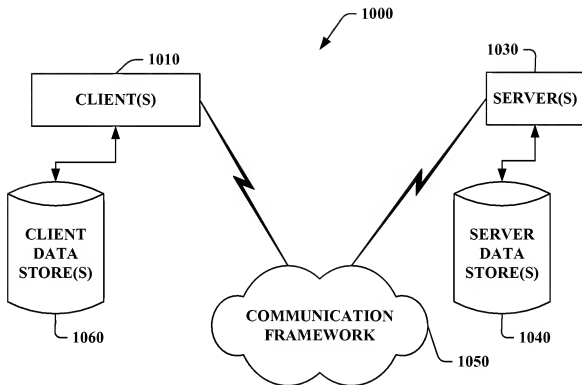 1000
1010
1030
CLIENT(S)
SERVER(S)
CLIENT
DATA
STORE(S)
SERVER
DATA
STORE(S)
COMMUNICATION
FRAMEWORK
1060
1050
1040